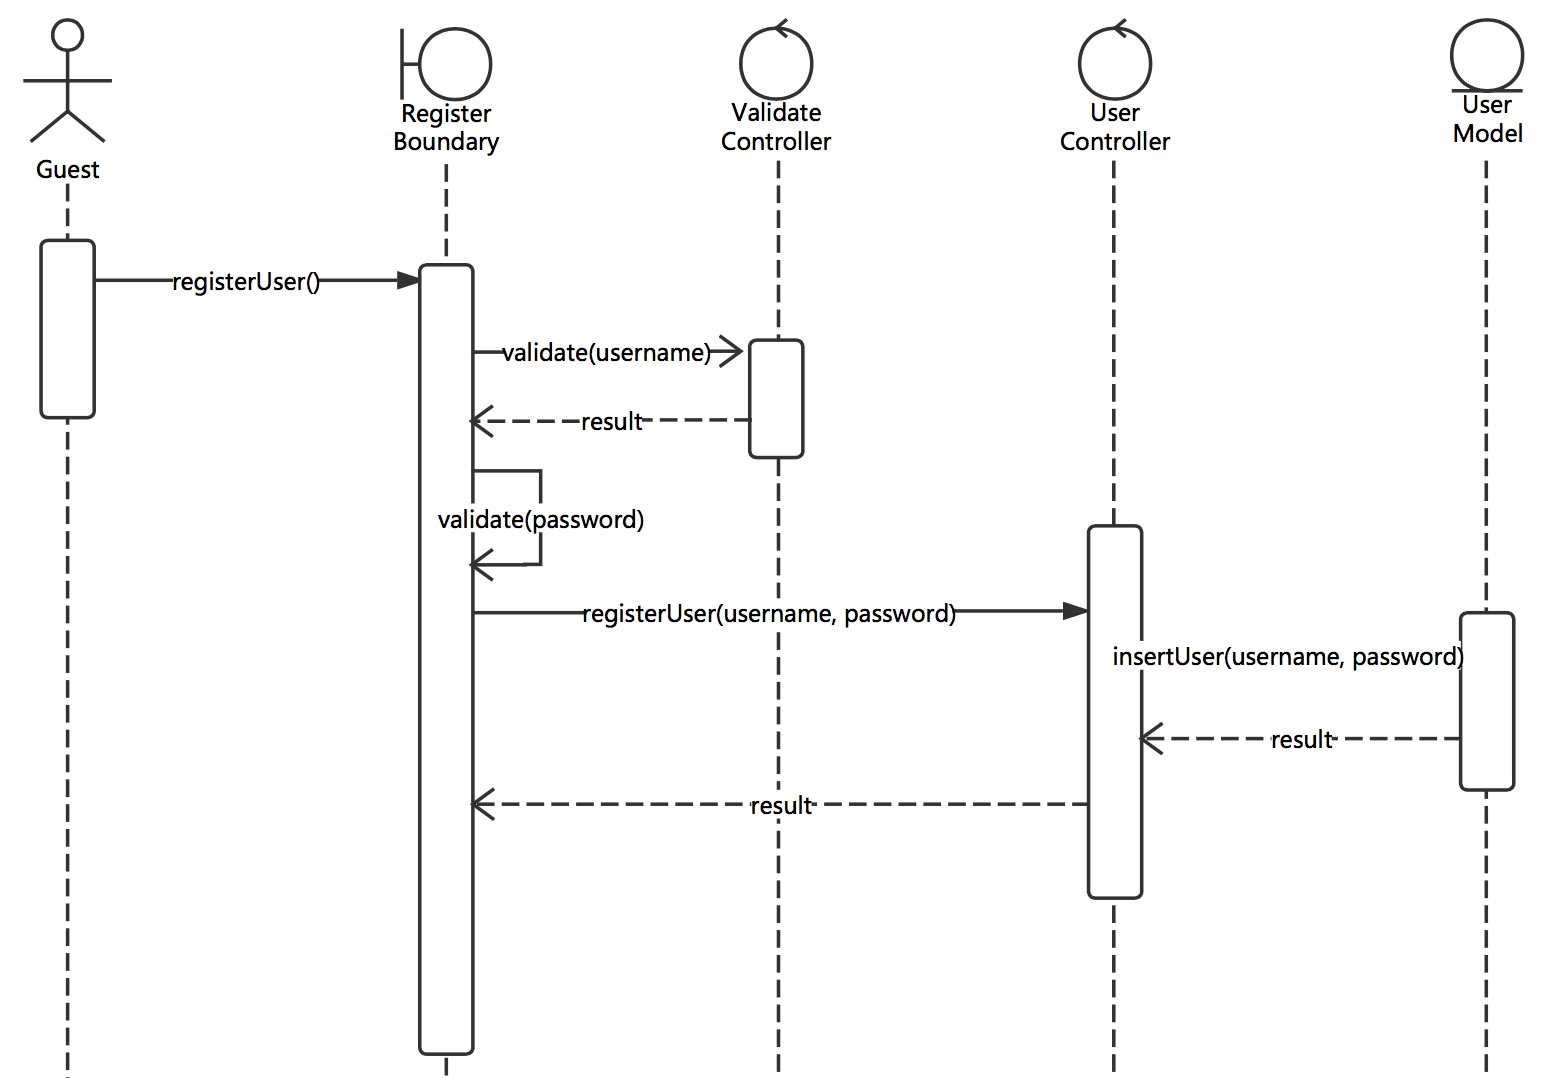 Register
Boundary
Validate
Controller
User
Controller
User
Model
Guest
registerUser()
validate(username)
result
validate(password)
registerUser(username, password)
insertUser(username, password)
result
result